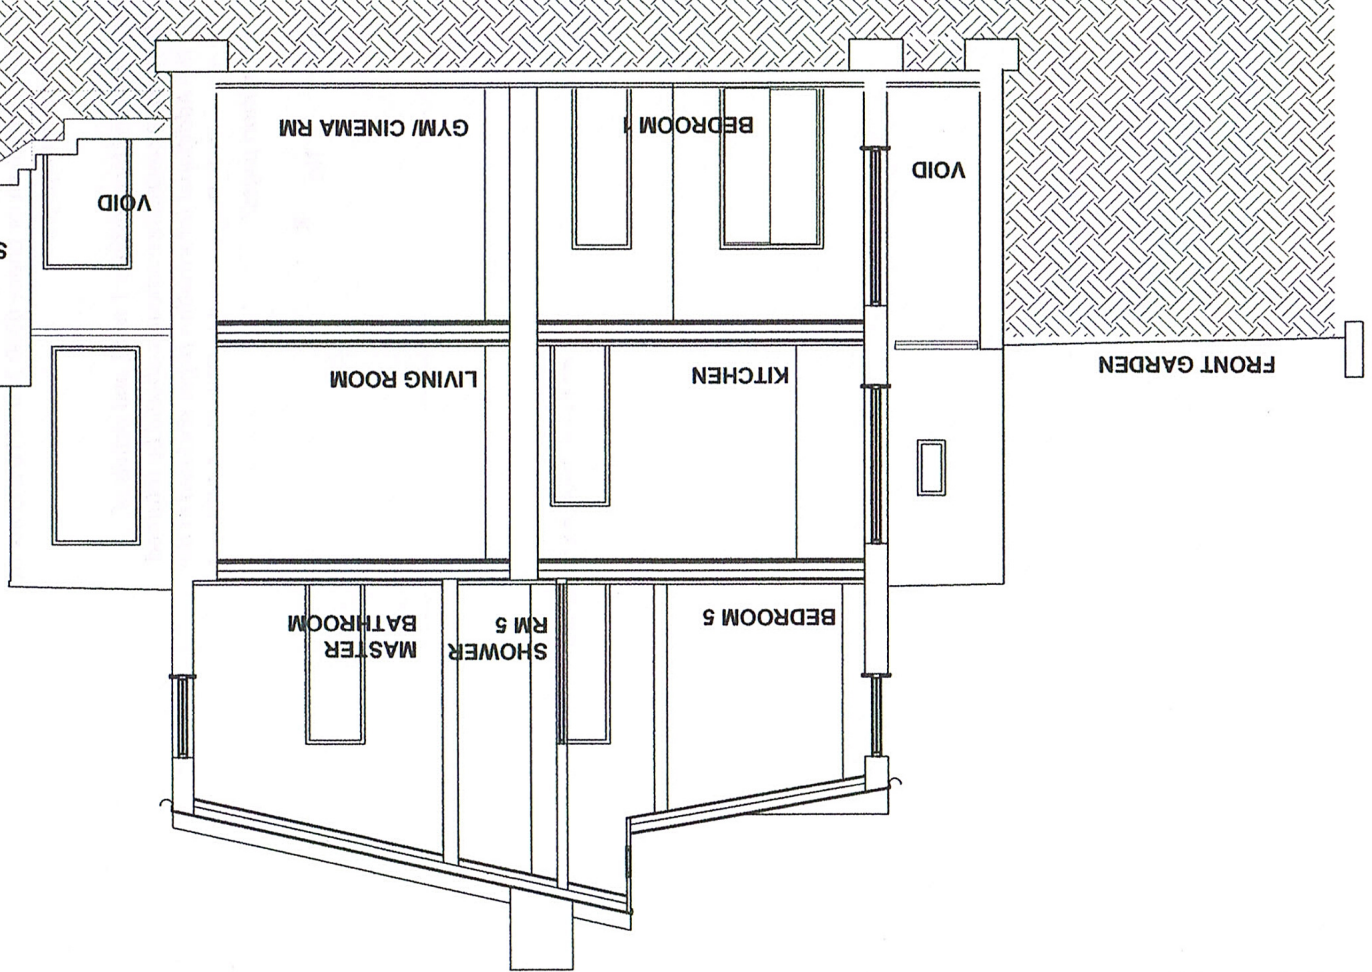 SHOWER
RM 5
MASTER
BATHROOM
BEDROOM 5
KITCHEN
LIVING ROOM
FRONT GARDEN
VOID
BEDROOM 1
GYM/ CINEMA RM
VOID
S